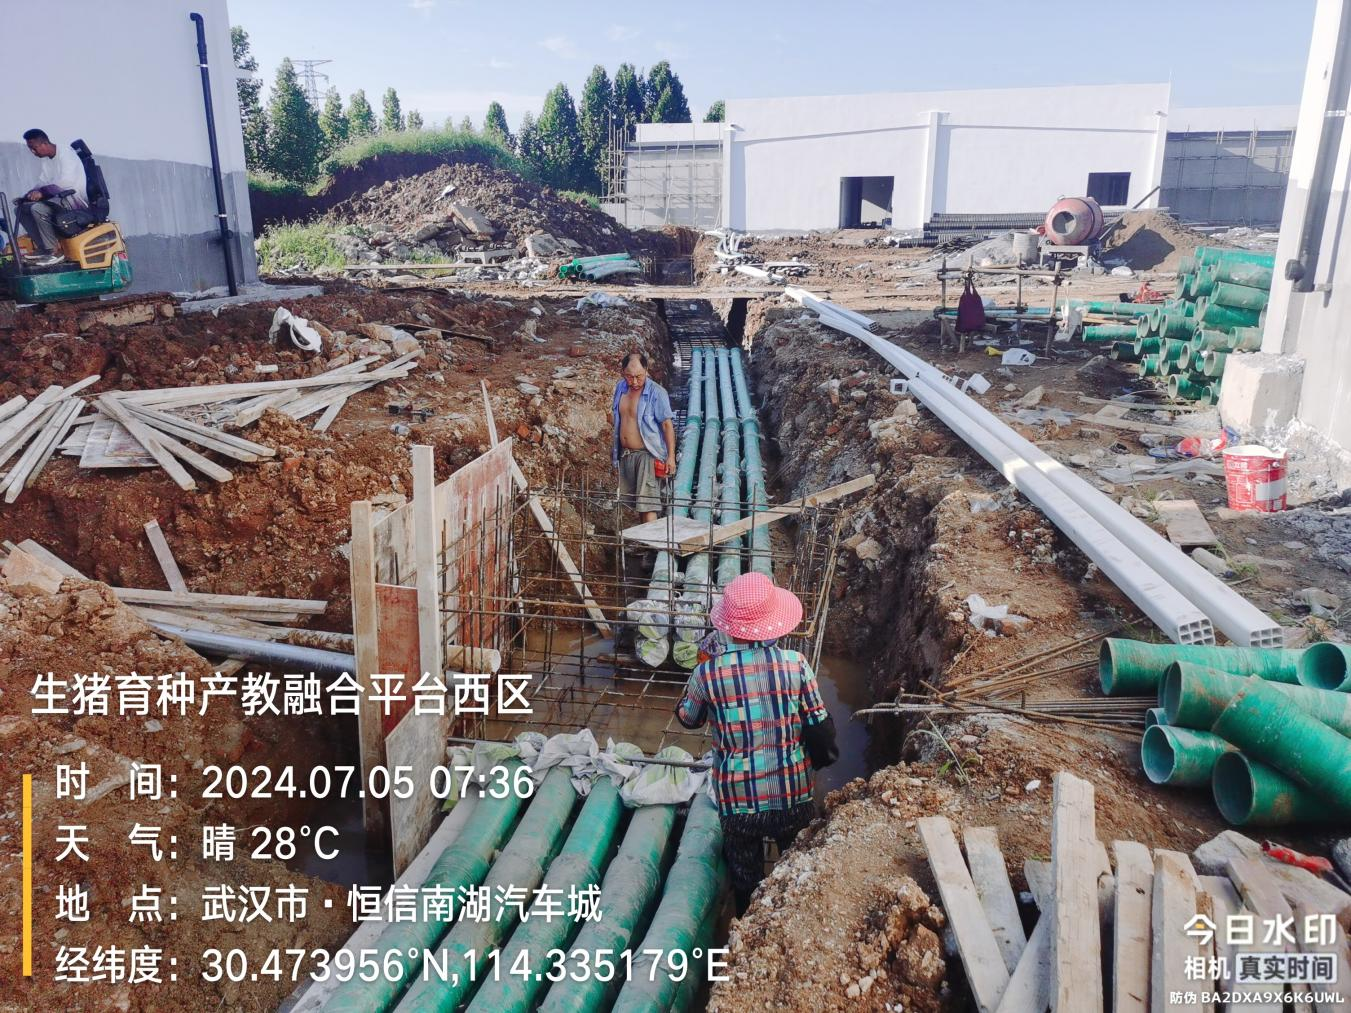 生猪育种产教融合平台西区
时 间：2024.07.05 07:36
天 气：晴 28°C
地 点：武汉市·恒信南湖汽车城
经纬度：30.473956°N,114.335179°E
今日水印
相机 真实时间
防伪 BA2DXA9X6K6UWL